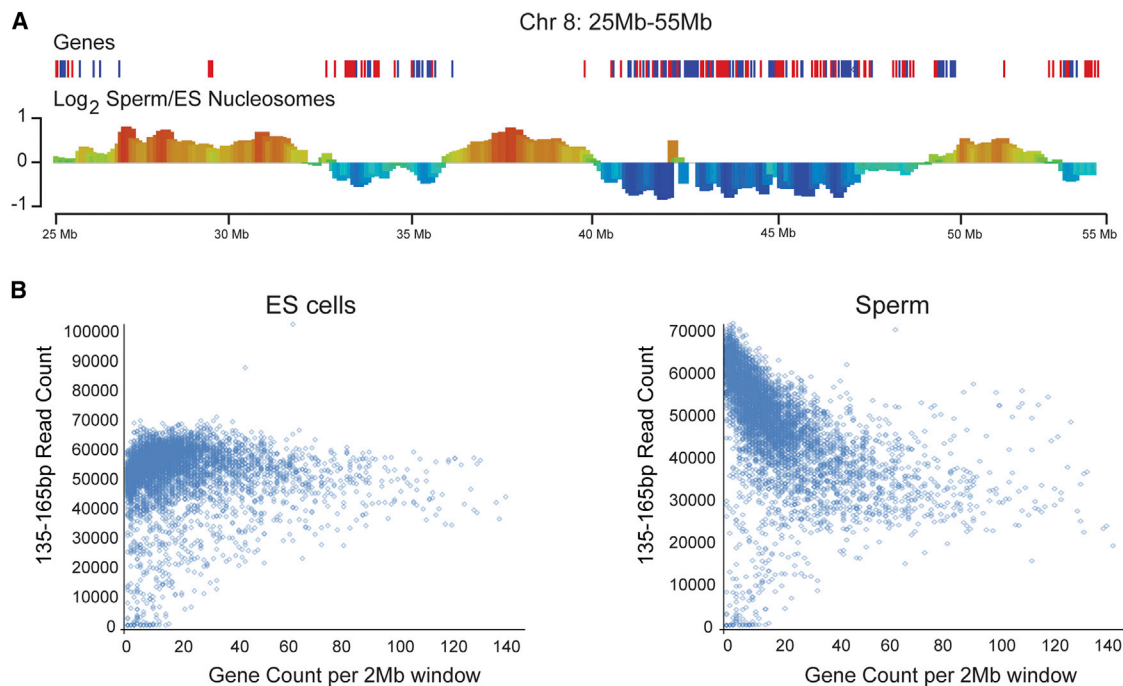 A
Chr 8: 25Mb-55Mb
Genes
Log2 Sperm/ES Nucleosomes
1
0
-1
25 Mb 30 Mb 35 Mb 40 Mb 45 Mb 50 Mb 55 Mb
B
ES cells
135-165bp Read Count
100000
90000
80000
70000
60000
50000
40000
30000
20000
10000
0
0 20 40 60 80 100 120 140
Gene Count per 2Mb window
Sperm
135-165bp Read Count
70000
60000
50000
40000
30000
20000
10000
0
0 20 40 60 80 100 120 140
Gene Count per 2Mb window